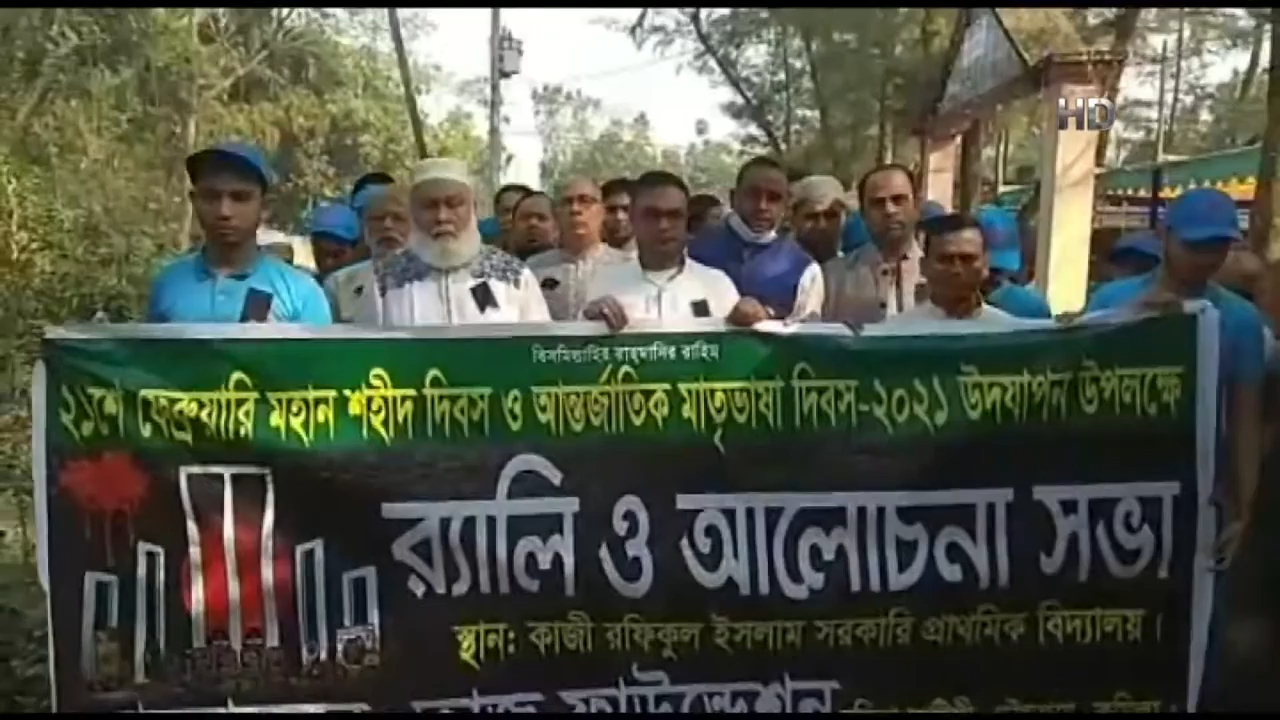 HD
বিসমিল্লাহির রাহমানির রাহিম
২১শে ফেব্রুয়ারি মহান শহীদ দিবস ও আন্তর্জাতিক মাতৃভাষা দিবস-২০২১ উদযাপন উপলক্ষে
র‍্যালি ও আলোচনা সভা
স্থান: কাজী রফিকুল ইসলাম সরকারি প্রাথমিক বিদ্যালয়।
ফাউন্ডেশন